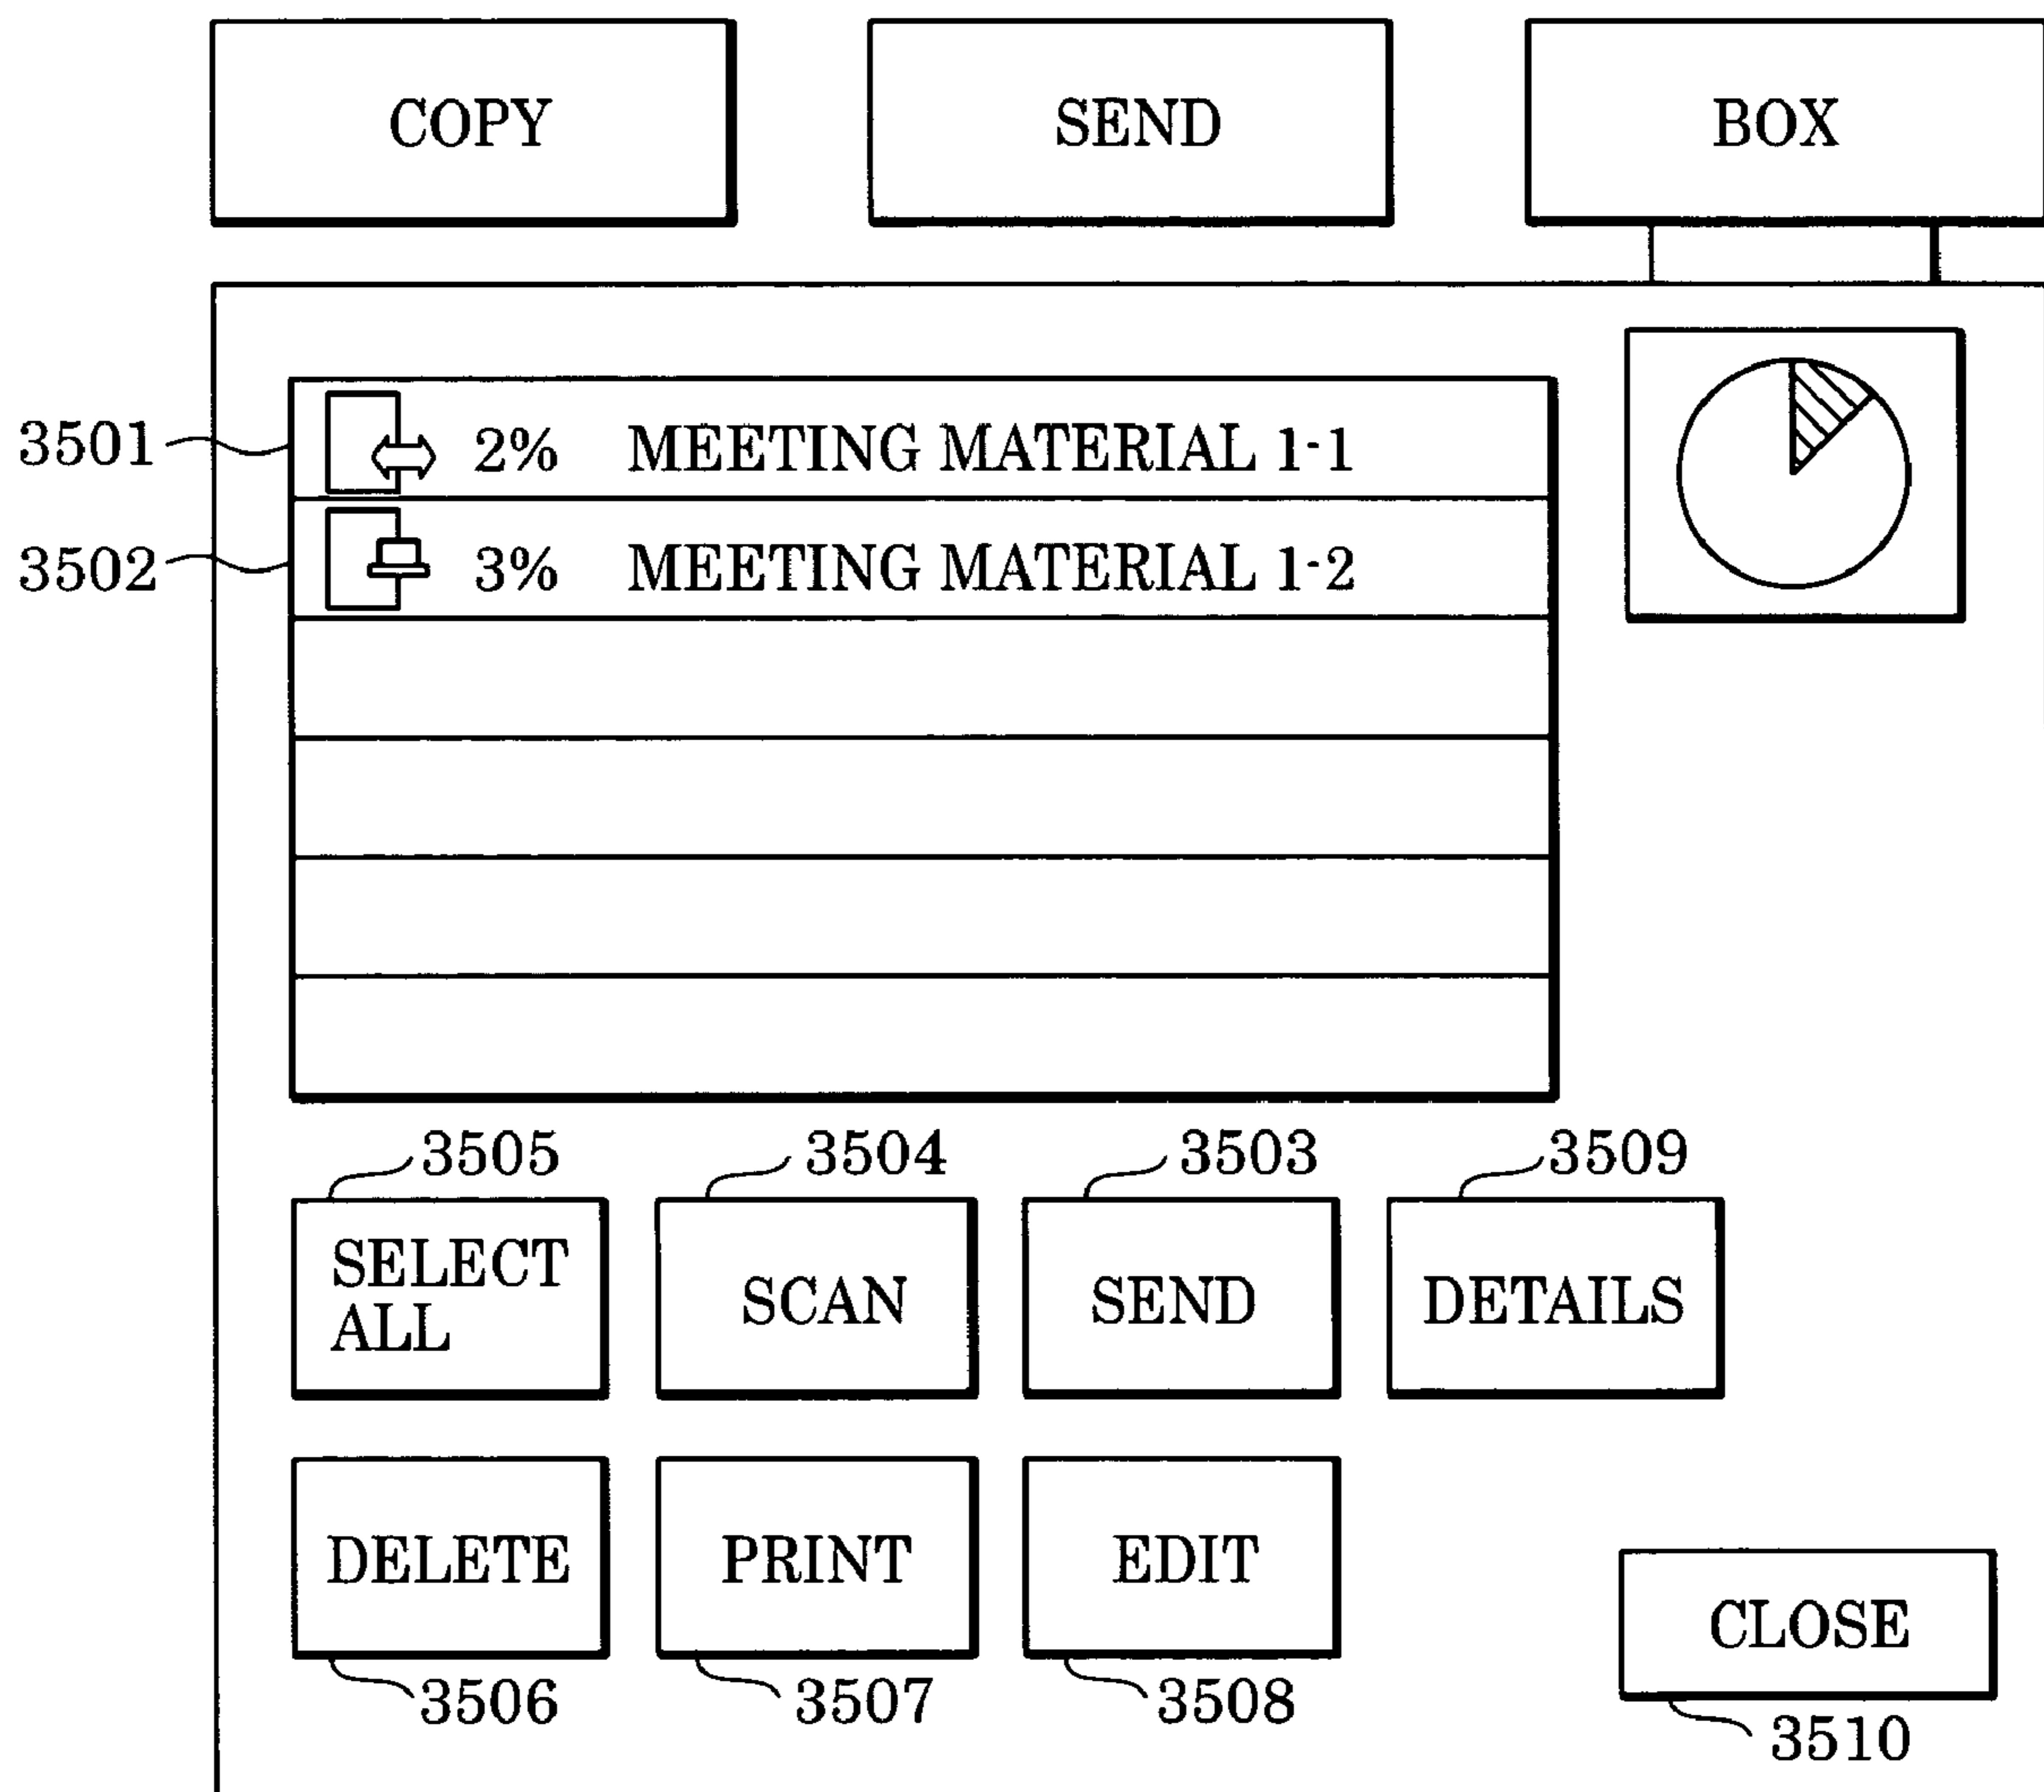 COPY SEND BOX
3501 2% MEETING MATERIAL 1-1
3502 3% MEETING MATERIAL 1-2
3505 3504 3503 3509
SELECT
ALL
SCAN SEND DETAILS
DELETE PRINT EDIT
CLOSE
3506 3507 3508
3510